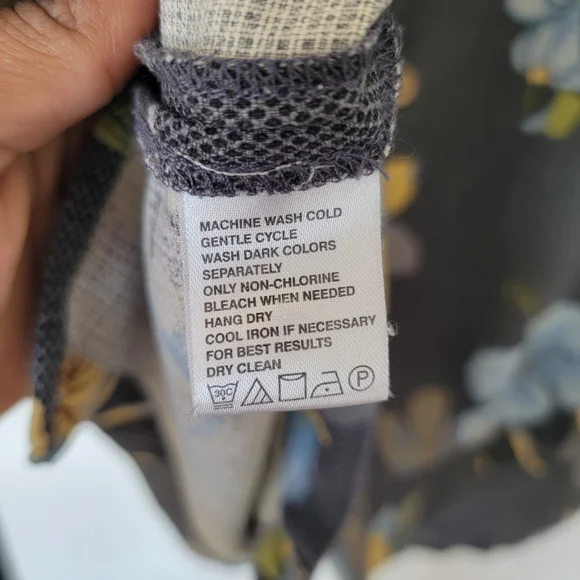 MACHINE WASH COLD
GENTLE CYCLE
WASH DARK COLORS
SEPARATELY
ONLY NON-CHLORINE
BLEACH WHEN NEEDED
HANG DRY
COOL IRON IF NECESSARY
FOR BEST RESULTS
DRY CLEAN
30C P